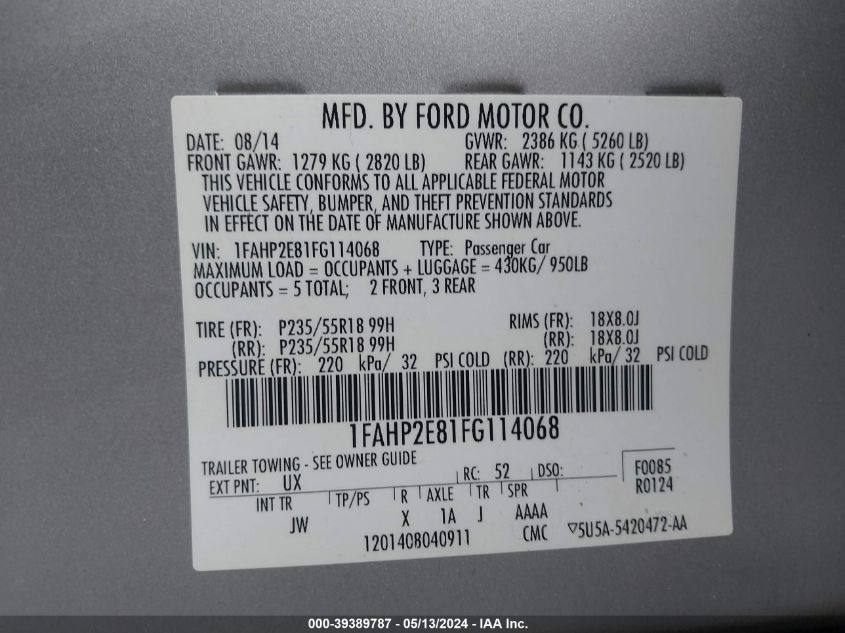 MFD. BY FORD MOTOR CO.
DATE: 08/14 GVWR: 2386 KG ( 5260 LB)
FRONT GAWR: 1279 KG ( 2820 LB) REAR GAWR: 1143 KG ( 2520 LB)
THIS VEHICLE CONFORMS TO ALL APPLICABLE FEDERAL MOTOR
VEHICLE SAFETY, BUMPER, AND THEFT PREVENTION STANDARDS
IN EFFECT ON THE DATE OF MANUFACTURE SHOWN ABOVE.
VIN: 1FAHP2E81FG114068 TYPE: Passenger Car
MAXIMUM LOAD = OCCUPANTS + LUGGAGE = 430KG/ 950LB
OCCUPANTS = 5 TOTAL; 2 FRONT, 3 REAR
TIRE (FR): P235/55R18 99H RIMS (FR): 18X8.0J
(RR): P235/55R18 99H (RR): 18X8.0J
PRESSURE (FR): 220 kPa/ 32 PSI COLD (RR): 220 kPa/ 32 PSI COLD
1FAHP2E81FG114068
TRAILER TOWING - SEE OWNER GUIDE
EXT PNT: UX RC: 52 DSO: F0085
R0124
INT TR TP/PS R AXLE TR SPR
JW X 1A J AAAA
1201408040911 CMC ▽5U5A-5420472-AA
000-39389787 - 05/13/2024 - IAA Inc.